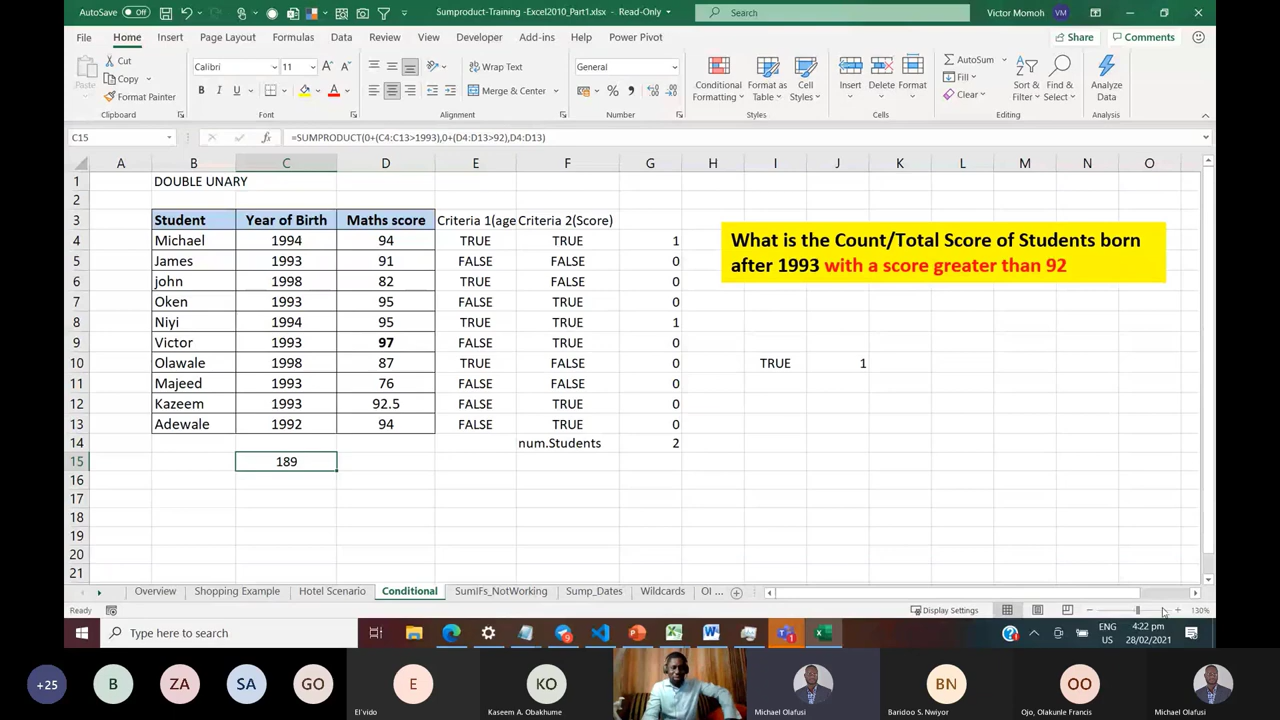 AutoSave Off Sumproduct-Training -Excel2010_Part1.xlsx - Read-Only Search Victor Momoh VM
File Home Insert Page Layout Formulas Data Review View Developer Add-ins Help Power Pivot Share Comments
Paste Cut Copy Format Painter
Calibri 11 B I U A A A
Wrap Text Merge & Center
General % 9
Conditional Formatting Format as Table Cell Styles
Insert Delete Format
AutoSum Fill Clear Sort & Filter Find & Select
Analyze Data
Clipboard Font Alignment Number Styles Cells Editing Analysis
C15 fx =SUMPRODUCT(0+(C4:C13>1993),0+(D4:D13>92),D4:D13)
A B C D E F G H I J K L M N O
1 DOUBLE UNARY
2
3 Student Year of Birth Maths score Criteria 1(age Criteria 2(Score)
4 Michael 1994 94 TRUE TRUE 1
What is the Count/Total Score of Students born
after 1993 with a score greater than 92
5 James 1993 91 FALSE FALSE 0
6 john 1998 82 TRUE FALSE 0
7 Oken 1993 95 FALSE TRUE 0
8 Niyi 1994 95 TRUE TRUE 1
9 Victor 1993 97 FALSE TRUE 0
10 Olawale 1998 87 TRUE FALSE 0 TRUE 1
11 Majeed 1993 76 FALSE FALSE 0
12 Kazeem 1993 92.5 FALSE TRUE 0
13 Adewale 1992 94 FALSE TRUE 0
14 num.Students 2
15 189
16
17
18
19
20
21
Overview Shopping Example Hotel Scenario Conditional SumIFs_NotWorking Sump_Dates Wildcards OI ...
Ready Display Settings 130%
Type here to search ENG US 4:22 pm 28/02/2021
+25 B ZA SA GO E KO BN OO
El'vido Kaseem A. Obakhume Michael Olafusi Baridoo S. Nwiyor Ojo, Olakunle Francis Michael Olafusi